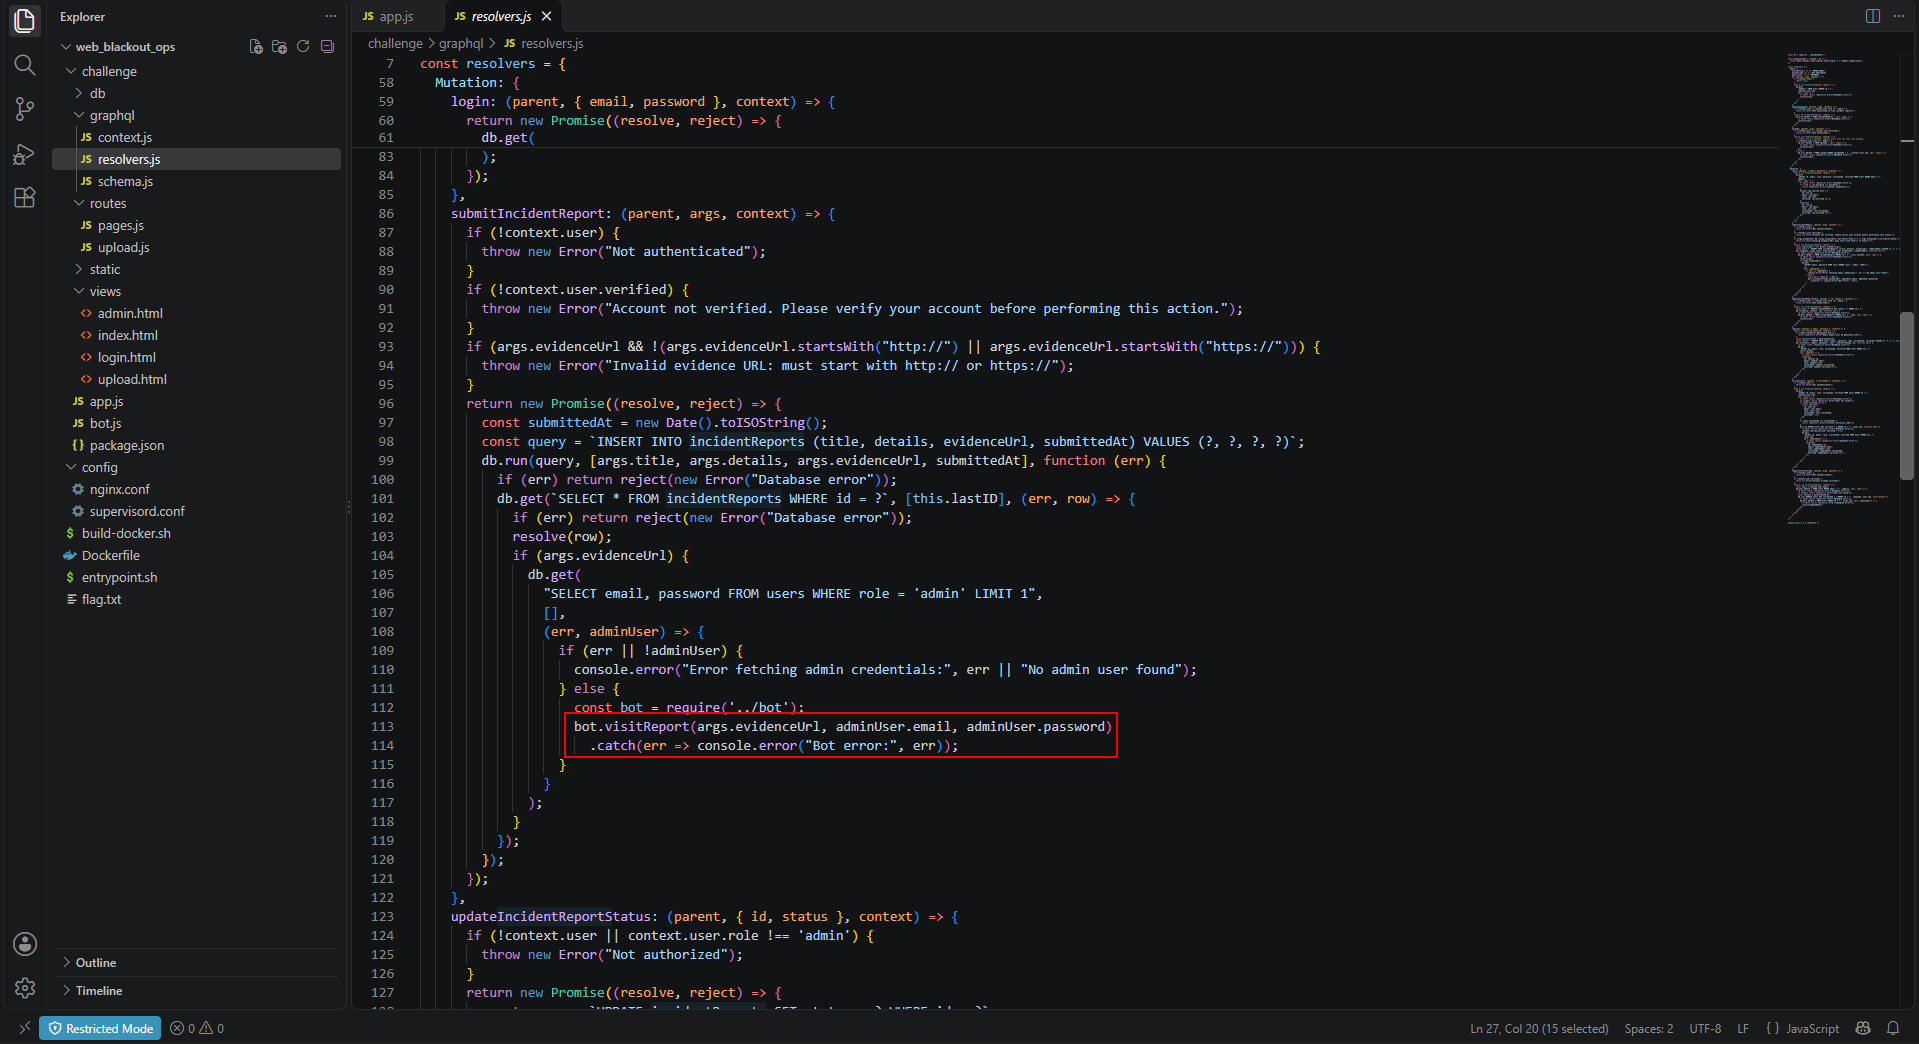 Explorer
web_blackout_ops
challenge
db
graphql
JS context.js
JS resolvers.js
JS schema.js
routes
JS pages.js
JS upload.js
static
views
<> admin.html
<> index.html
<> login.html
<> upload.html
JS app.js
JS bot.js
{} package.json
config
nginx.conf
supervisord.conf
$ build-docker.sh
Dockerfile
$ entrypoint.sh
flag.txt
Outline
Timeline
JS app.js
JS resolvers.js
challenge > graphql > JS resolvers.js
7 const resolvers = {
58 Mutation: {
59 login: (parent, { email, password }, context) => {
60 return new Promise((resolve, reject) => {
61 db.get(
83 );
84 });
85 },
86 submitIncidentReport: (parent, args, context) => {
87 if (!context.user) {
88 throw new Error("Not authenticated");
89 }
90 if (!context.user.verified) {
91 throw new Error("Account not verified. Please verify your account before performing this action.");
92 }
93 if (args.evidenceUrl && !(args.evidenceUrl.startsWith("http://") || args.evidenceUrl.startsWith("https://"))) {
94 throw new Error("Invalid evidence URL: must start with http:// or https://");
95 }
96 return new Promise((resolve, reject) => {
97 const submittedAt = new Date().toISOString();
98 const query = `INSERT INTO incidentReports (title, details, evidenceUrl, submittedAt) VALUES (?, ?, ?, ?)`;
99 db.run(query, [args.title, args.details, args.evidenceUrl, submittedAt], function (err) {
100 if (err) return reject(new Error("Database error"));
101 db.get(`SELECT * FROM incidentReports WHERE id = ?`, [this.lastID], (err, row) => {
102 if (err) return reject(new Error("Database error"));
103 resolve(row);
104 if (args.evidenceUrl) {
105 db.get(
106 "SELECT email, password FROM users WHERE role = 'admin' LIMIT 1",
107 [],
108 (err, adminUser) => {
109 if (err || !adminUser) {
110 console.error("Error fetching admin credentials:", err || "No admin user found");
111 } else {
112 const bot = require('../bot');
113 bot.visitReport(args.evidenceUrl, adminUser.email, adminUser.password)
114 .catch(err => console.error("Bot error:", err));
115 }
116 }
117 );
118 }
119 });
120 });
121 });
122 },
123 updateIncidentReportStatus: (parent, { id, status }, context) => {
124 if (!context.user || context.user.role !== 'admin') {
125 throw new Error("Not authorized");
126 }
127 return new Promise((resolve, reject) => {
Restricted Mode
0 0
Ln 27, Col 20 (15 selected)
Spaces: 2
UTF-8
LF
{ } JavaScript